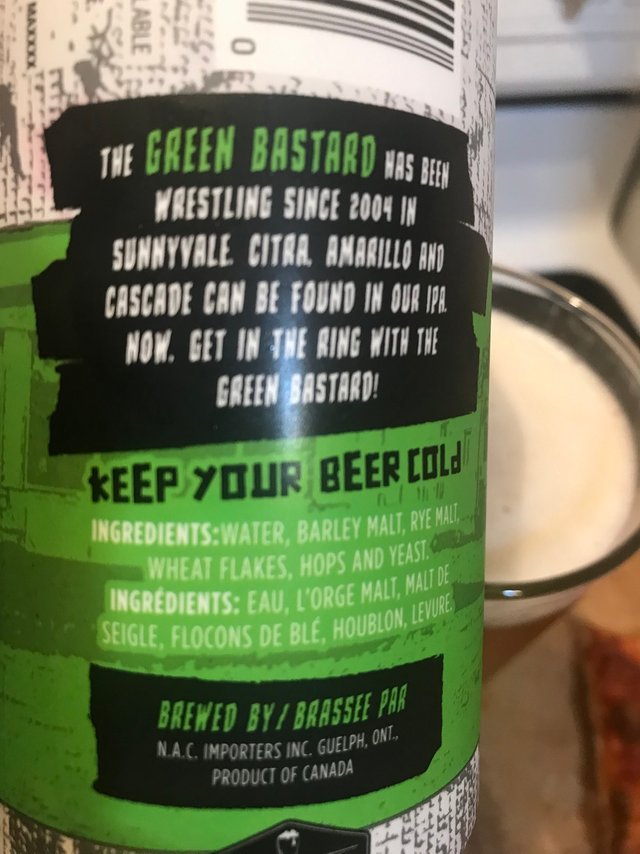 MAXXXX
LABLE
0
THE GREEN BASTARD HAS BEEN
WRESTLING SINCE 2004 IN
SUNNYVALE. CITRA, AMARILLO AND
CASCADE CAN BE FOUND IN OUR IPA.
NOW, GET IN THE RING WITH THE
GREEN BASTARD!
KEEP YOUR BEER COLD
INGREDIENTS: WATER, BARLEY MALT, RYE MALT,
WHEAT FLAKES, HOPS AND YEAST.
INGRÉDIENTS: EAU, L'ORGE MALT, MALT DE
SEIGLE, FLOCONS DE BLÉ, HOUBLON, LEVURE.
BREWED BY / BRASSEE PAR
N.A.C. IMPORTERS INC. GUELPH, ONT.,
PRODUCT OF CANADA